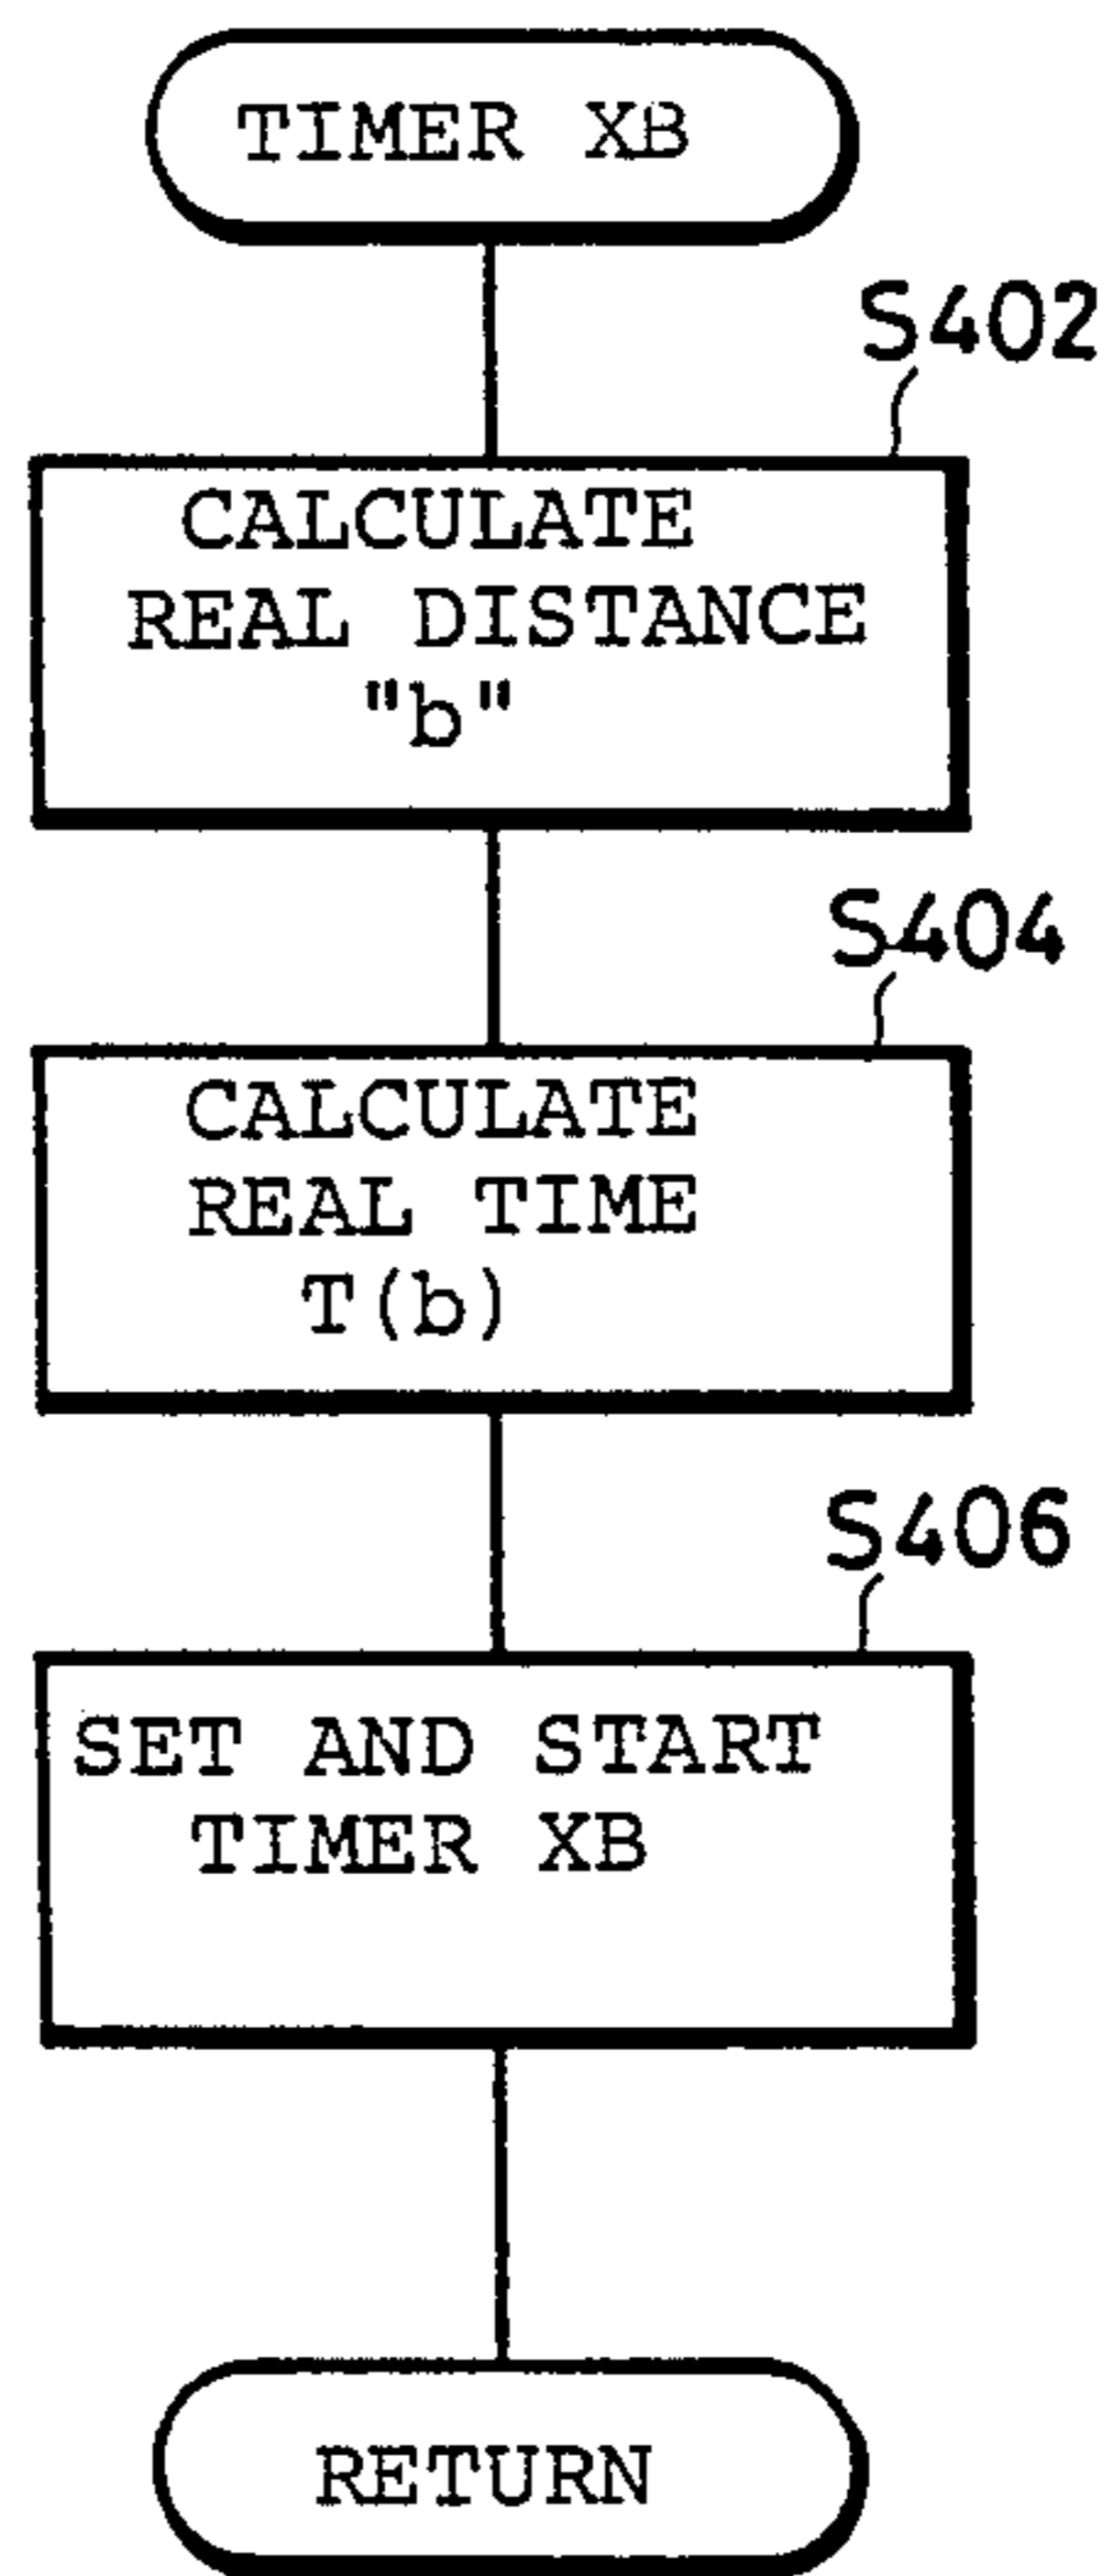 TIMER XB
S402
CALCULATE
REAL DISTANCE
"b"
S404
CALCULATE
REAL TIME
T(b)
S406
SET AND START
TIMER XB
RETURN